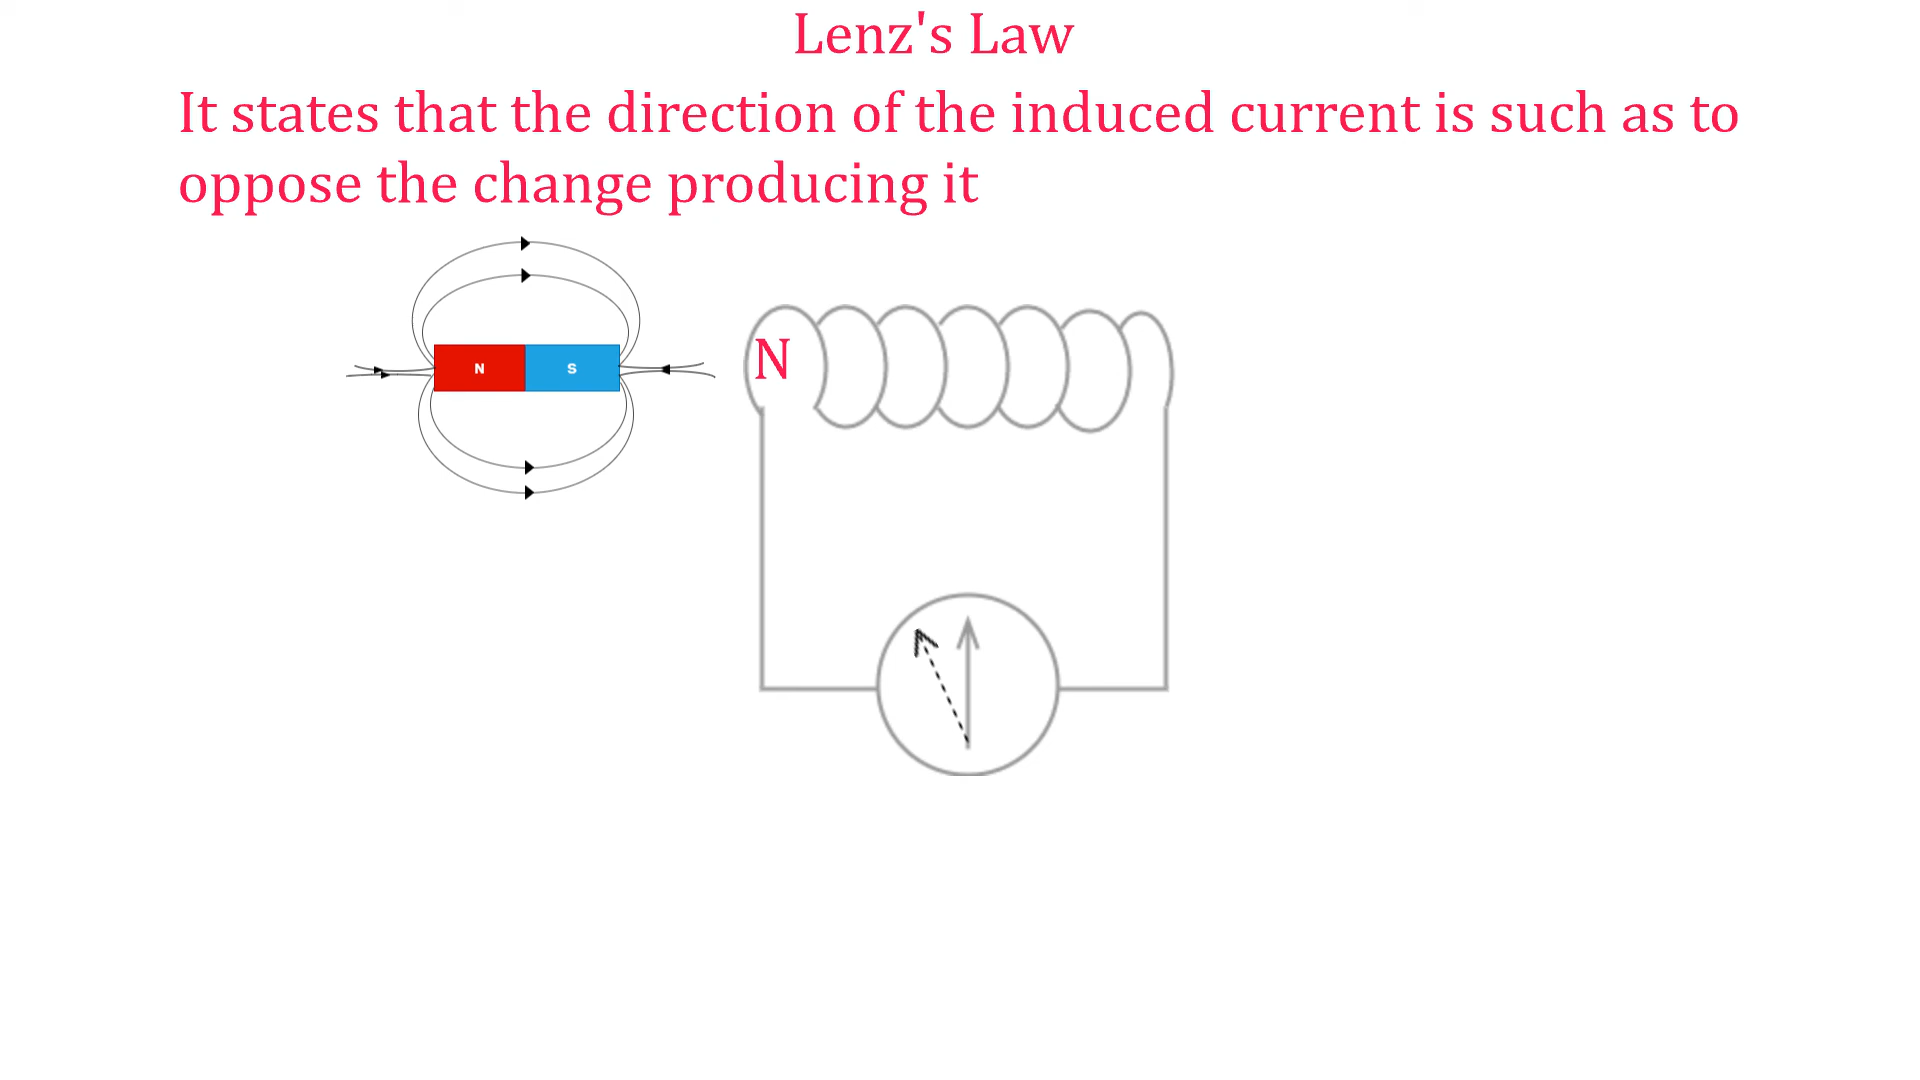 Lenz's Law
It states that the direction of the induced current is such as to
oppose the change producing it
N S
N